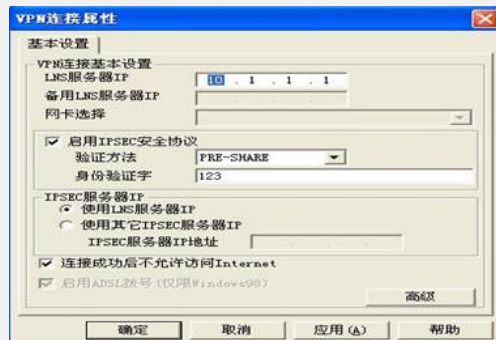 VPN连接属性
基本设置
VPN连接基本设置
LNS服务器IP 10 . 1 . 1 . 1
备用LNS服务器IP . . .
网卡选择
启用IPSEC安全协议
验证方法 PRE-SHARE
身份验证字 123
IPSEC服务器IP
使用LNS服务器IP
使用其它IPSEC服务器IP
IPSEC服务器IP地址 . . .
连接成功后不允许访问Internet
启用ADSL拨号(仅限Windows98)
高级
确定 取消 应用(A) 帮助